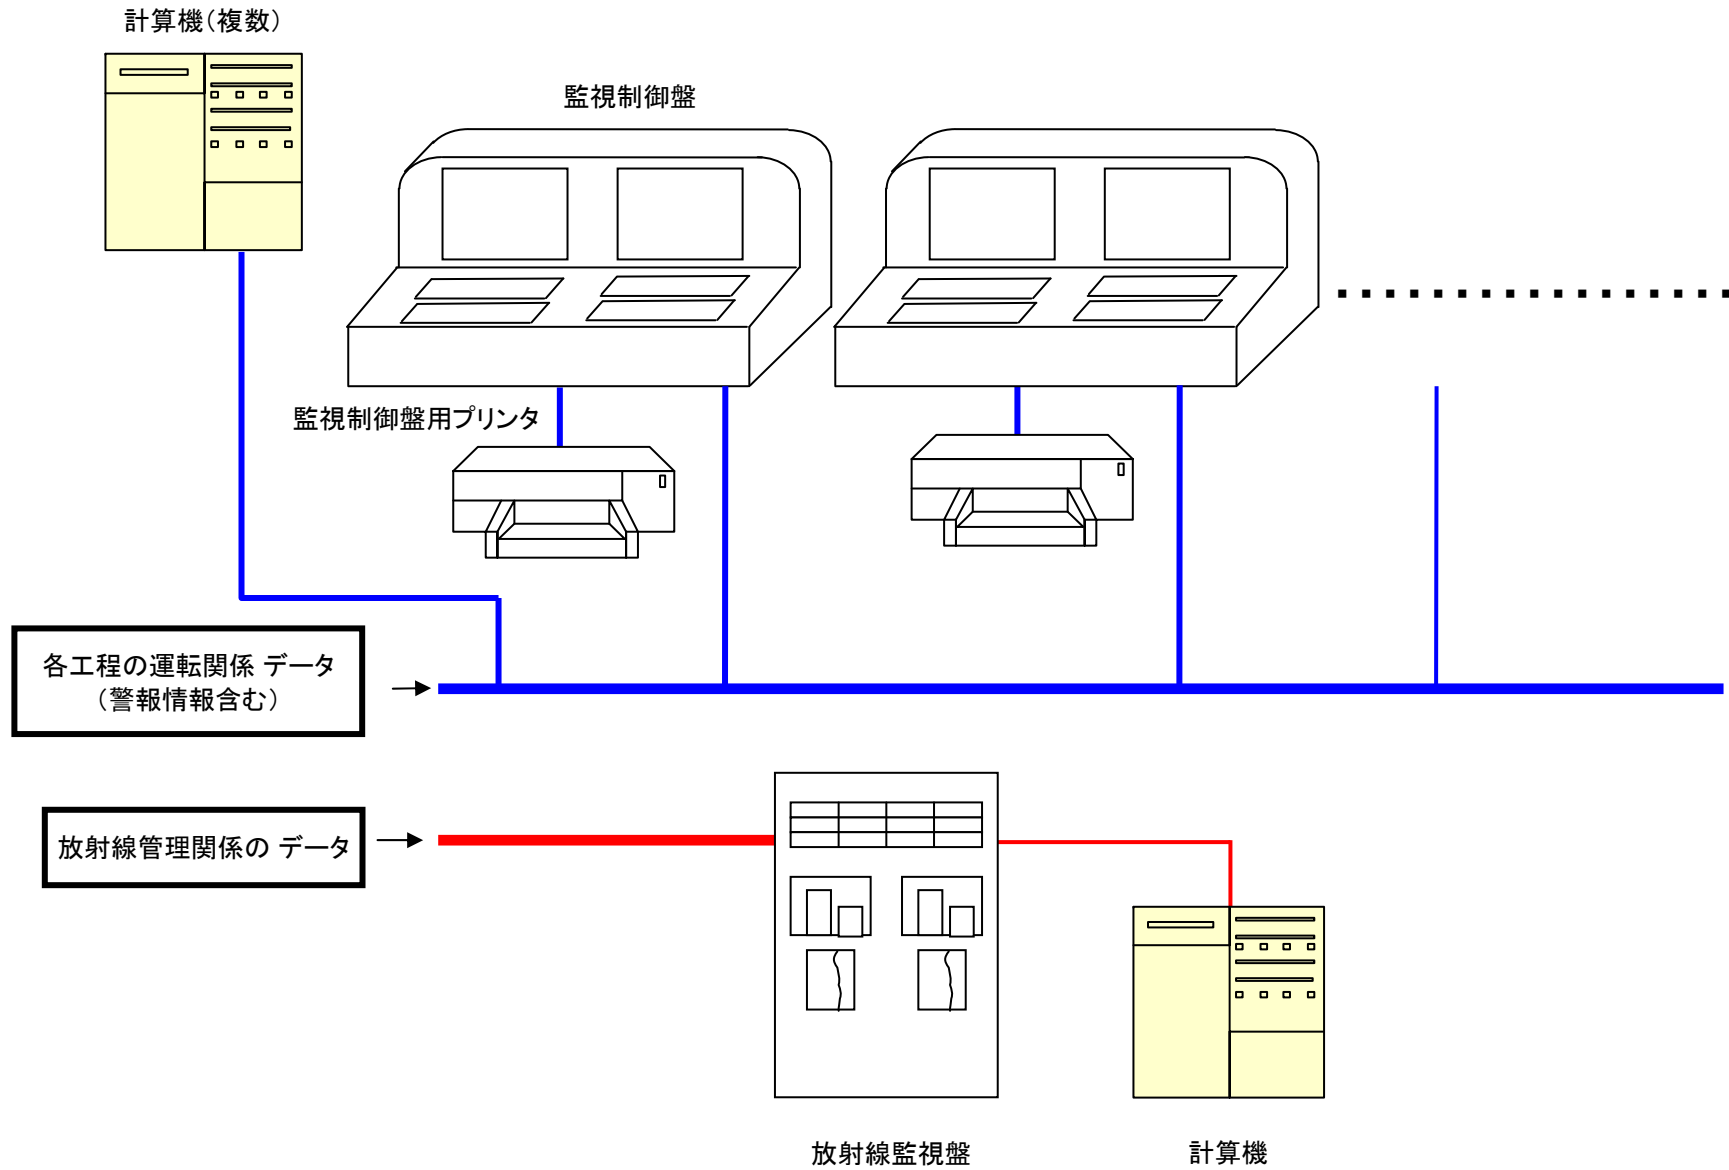 計算機（複数）
監視制御盤
監視制御盤用プリンタ
各工程の運転関係 データ
（警報情報含む）
放射線管理関係の データ
放射線監視盤
計算機